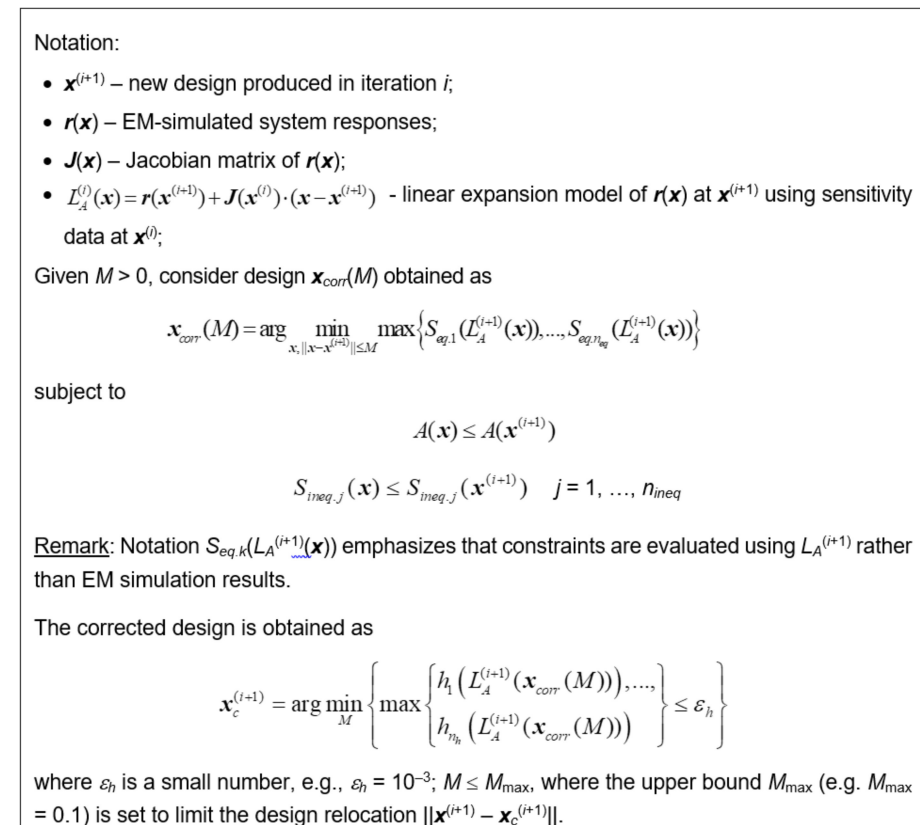 Notation:
• x^(i+1) – new design produced in iteration i;
• r(x) – EM-simulated system responses;
• J(x) – Jacobian matrix of r(x);
• L_A^(i)(x) = r(x^(i+1)) + J(x^(i))·(x – x^(i+1)) - linear expansion model of r(x) at x^(i+1) using sensitivity
data at x^(i);
Given M > 0, consider design x_corr(M) obtained as
x_corr(M) = arg min_{x, ||x–x^(i+1)||≤M} max{S_eq.1(L_A^(i+1)(x)),..., S_eq.n_eq(L_A^(i+1)(x))}
subject to
A(x) ≤ A(x^(i+1))
S_ineq.j(x) ≤ S_ineq.j(x^(i+1)) j = 1, …, n_ineq
Remark: Notation S_eq.k(L_A^(i+1)(x)) emphasizes that constraints are evaluated using L_A^(i+1) rather
than EM simulation results.
The corrected design is obtained as
x_c^(i+1) = arg min_M {max{h_1(L_A^(i+1)(x_corr(M))),..., h_n_h(L_A^(i+1)(x_corr(M)))} ≤ ε_h}
where ε_h is a small number, e.g., ε_h = 10^–3; M ≤ M_max, where the upper bound M_max (e.g. M_max
= 0.1) is set to limit the design relocation ||x^(i+1) – x_c^(i+1)||.